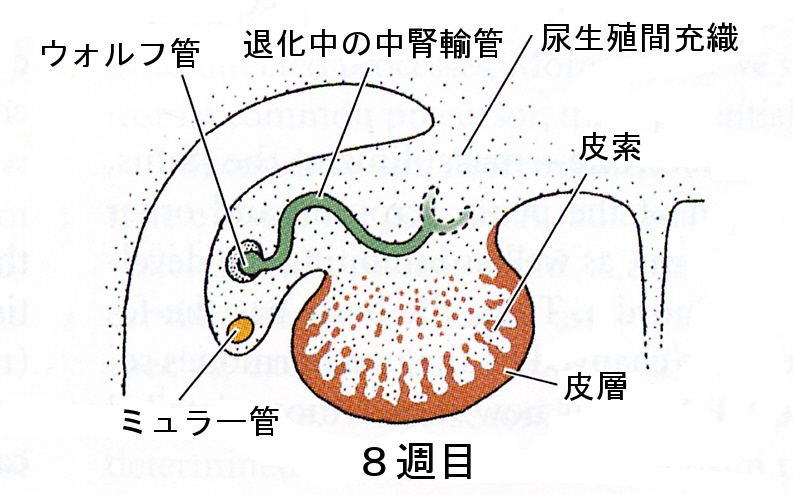 ウォルフ管
退化中の中腎輸管
尿生殖間充織
皮索
皮層
ミュラー管
8週目